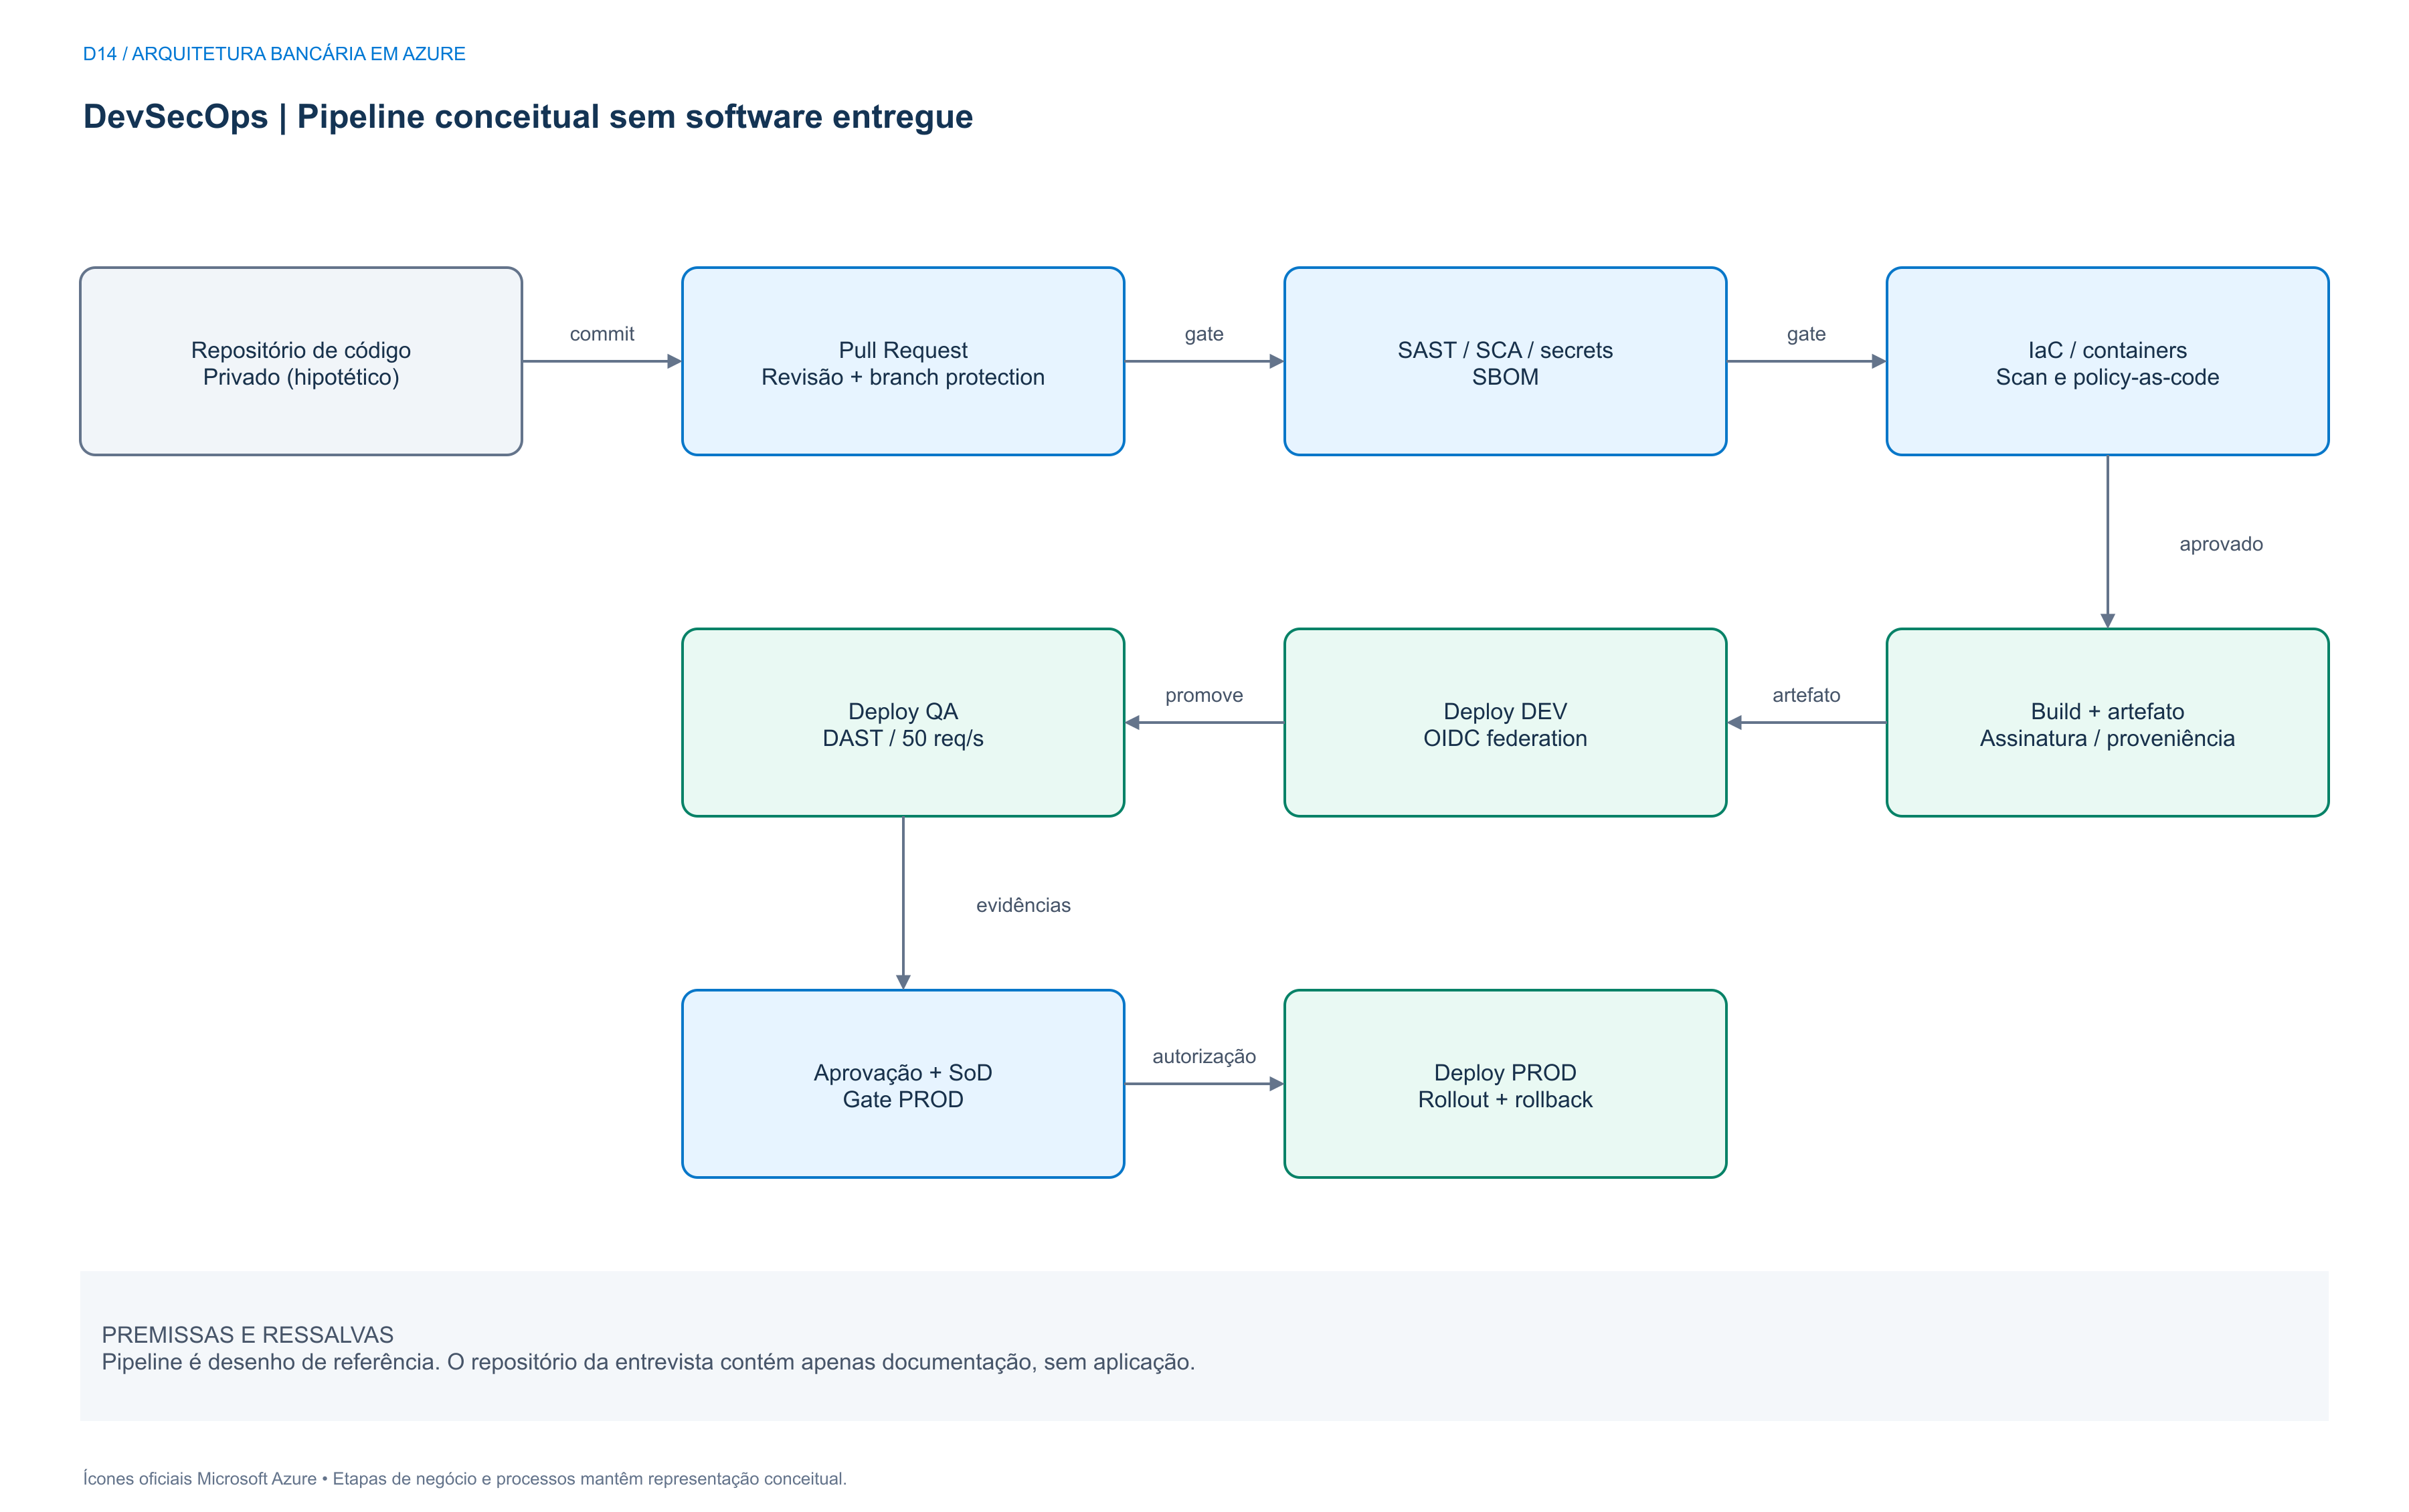 D14 / ARQUITETURA BANCÁRIA EM AZURE
DevSecOps | Pipeline conceitual sem software entregue
Repositório de código
Privado (hipotético)
commit
Pull Request
Revisão + branch protection
gate
SAST / SCA / secrets
SBOM
gate
IaC / containers
Scan e policy-as-code
aprovado
Build + artefato
Assinatura / proveniência
artefato
Deploy DEV
OIDC federation
promove
Deploy QA
DAST / 50 req/s
evidências
Aprovação + SoD
Gate PROD
autorização
Deploy PROD
Rollout + rollback
PREMISSAS E RESSALVAS
Pipeline é desenho de referência. O repositório da entrevista contém apenas documentação, sem aplicação.
Ícones oficiais Microsoft Azure • Etapas de negócio e processos mantêm representação conceitual.